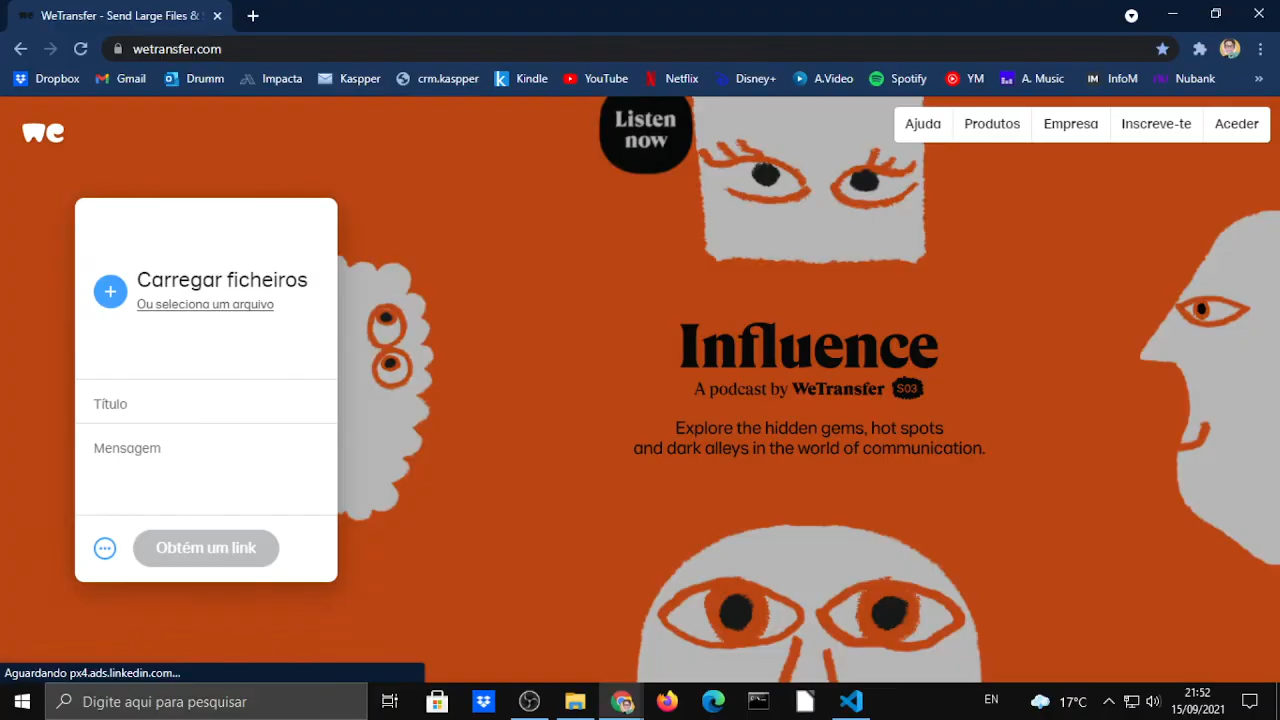 WeTransfer - Send Large Files &
wetransfer.com
Dropbox Gmail Drumm Impacta Kaspper crm.kaspper Kindle YouTube Netflix Disney+ A.Video Spotify YM A. Music IM InfoM nu Nubank »
we
Listen
now
Ajuda Produtos Empresa Inscreve-te Aceder
Carregar ficheiros
Ou seleciona um arquivo
Influence
A podcast by WeTransfer S03
Título
Explore the hidden gems, hot spots
Mensagem
and dark alleys in the world of communication.
Obtém um link
Aguardando px4.ads.linkedin.com...
Digite aqui para pesquisar
EN
17°C
21:52
15/09/2021